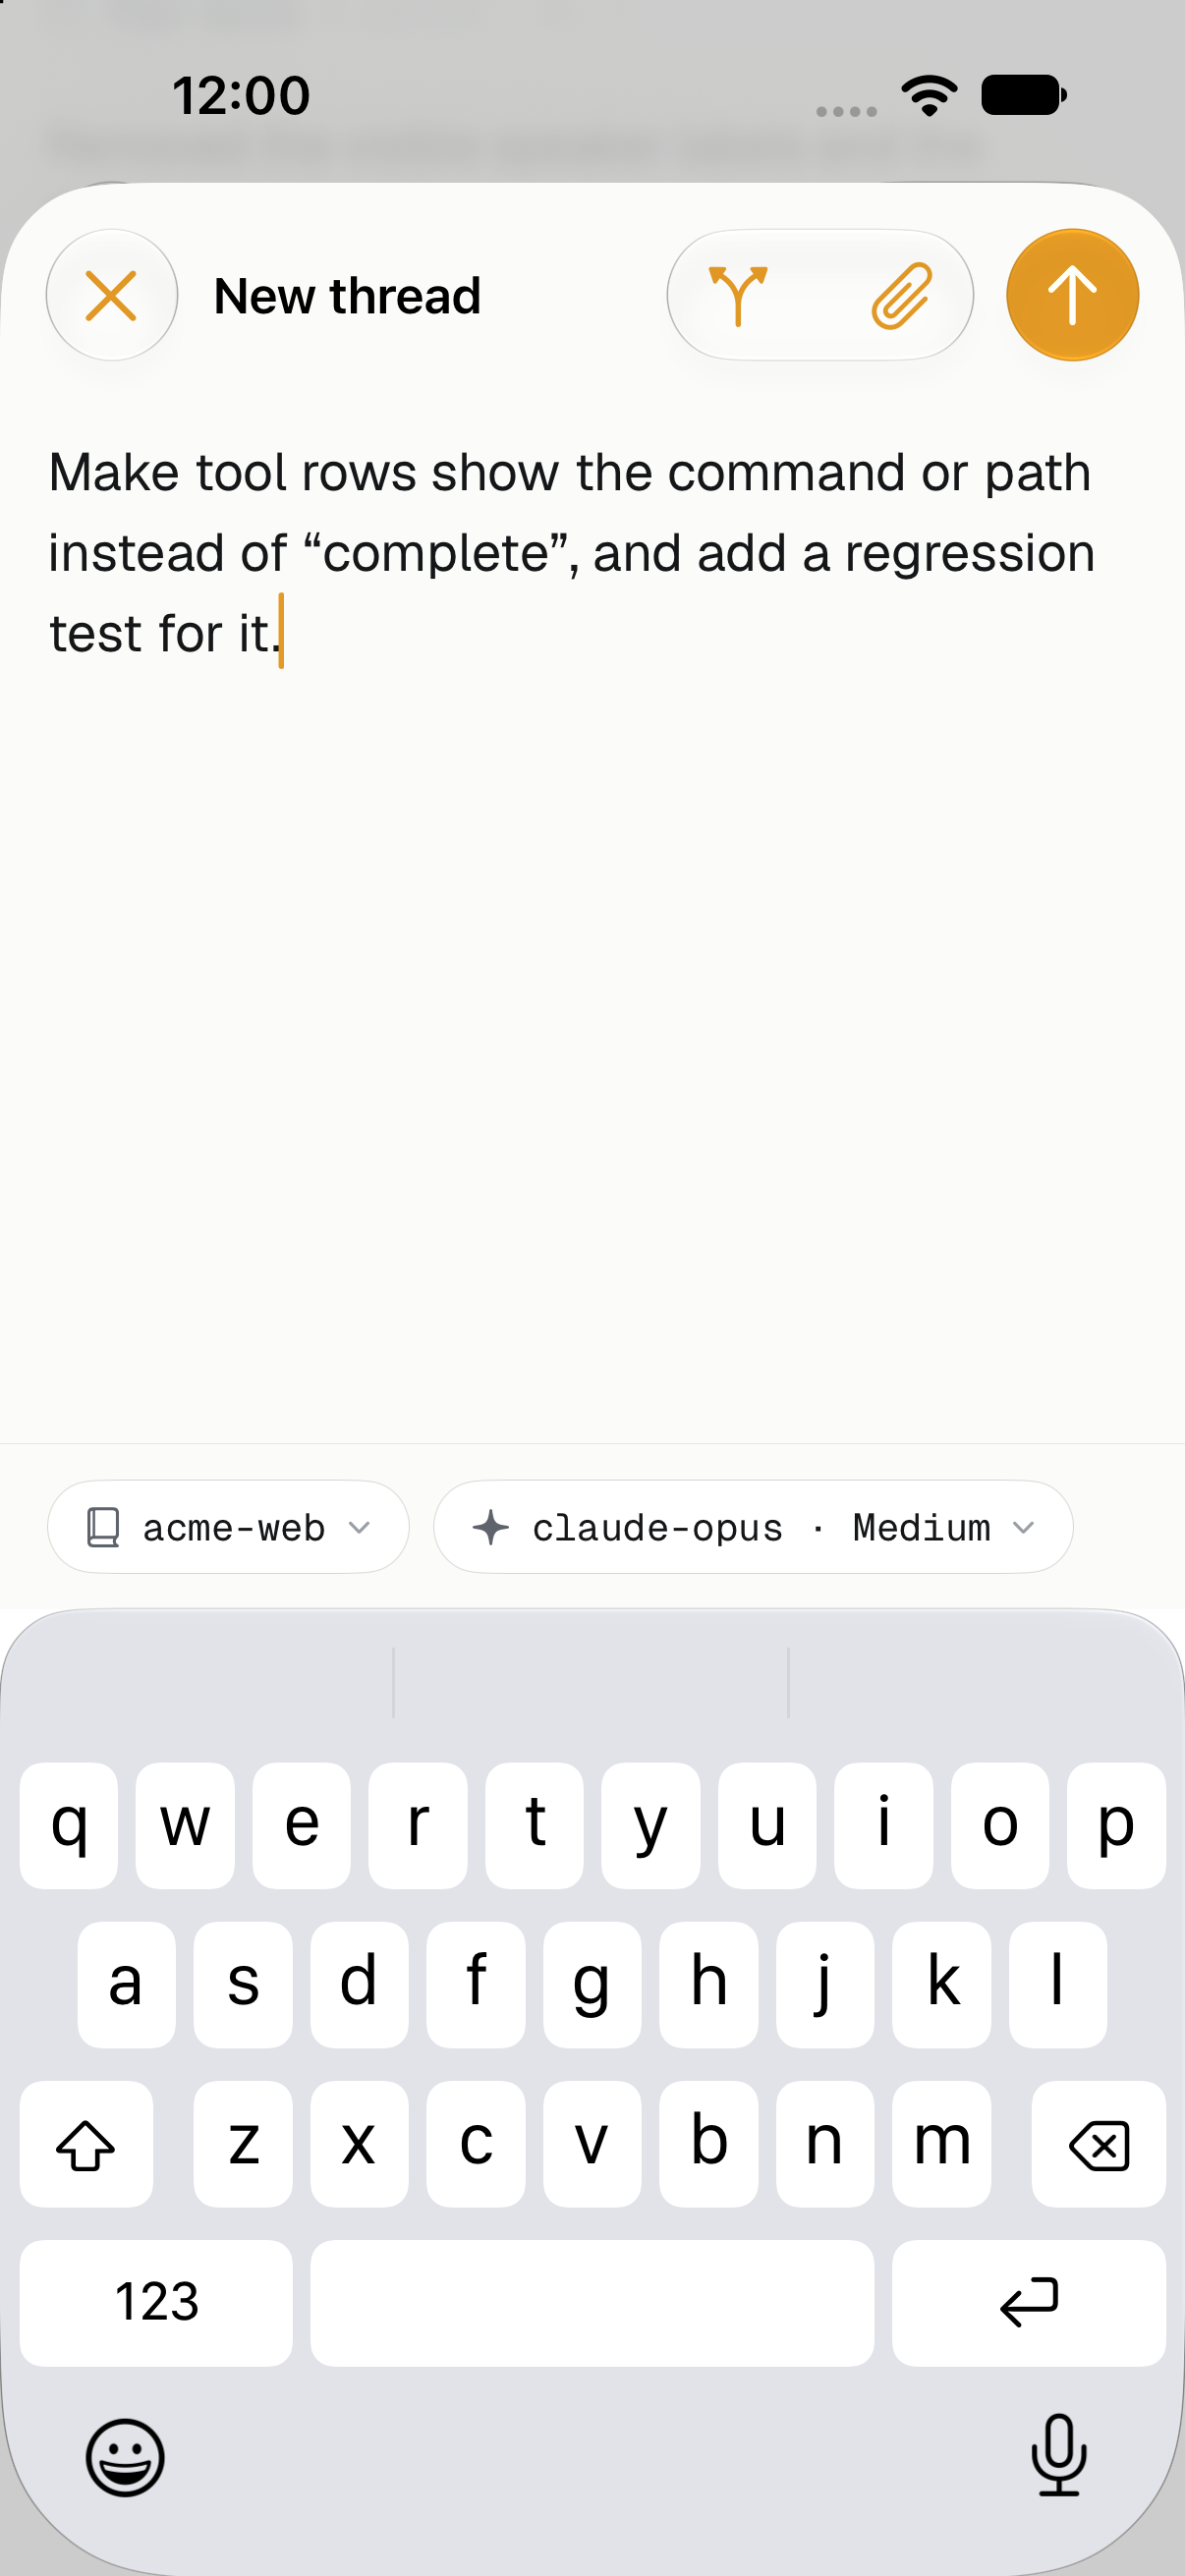 12:00
New thread
Make tool rows show the command or path
instead of “complete”, and add a regression
test for it.
acme-web
claude-opus · Medium
q w e r t y u i o p
a s d f g h j k l
z x c v b n m
123